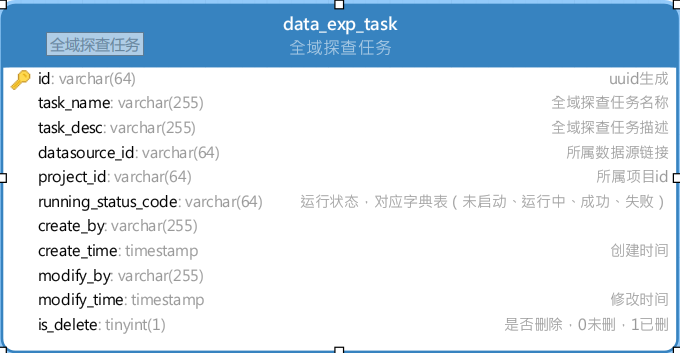 data_exp_task
全域探查任务
全域探查任务
id: varchar(64) uuid生成
task_name: varchar(255) 全域探查任务名称
task_desc: varchar(255) 全域探查任务描述
datasource_id: varchar(64) 所属数据源链接
project_id: varchar(64) 所属项目id
running_status_code: varchar(64) 运行状态，对应字典表（未启动、运行中、成功、失败）
create_by: varchar(255)
create_time: timestamp 创建时间
modify_by: varchar(255)
modify_time: timestamp 修改时间
is_delete: tinyint(1) 是否删除，0未删，1已删